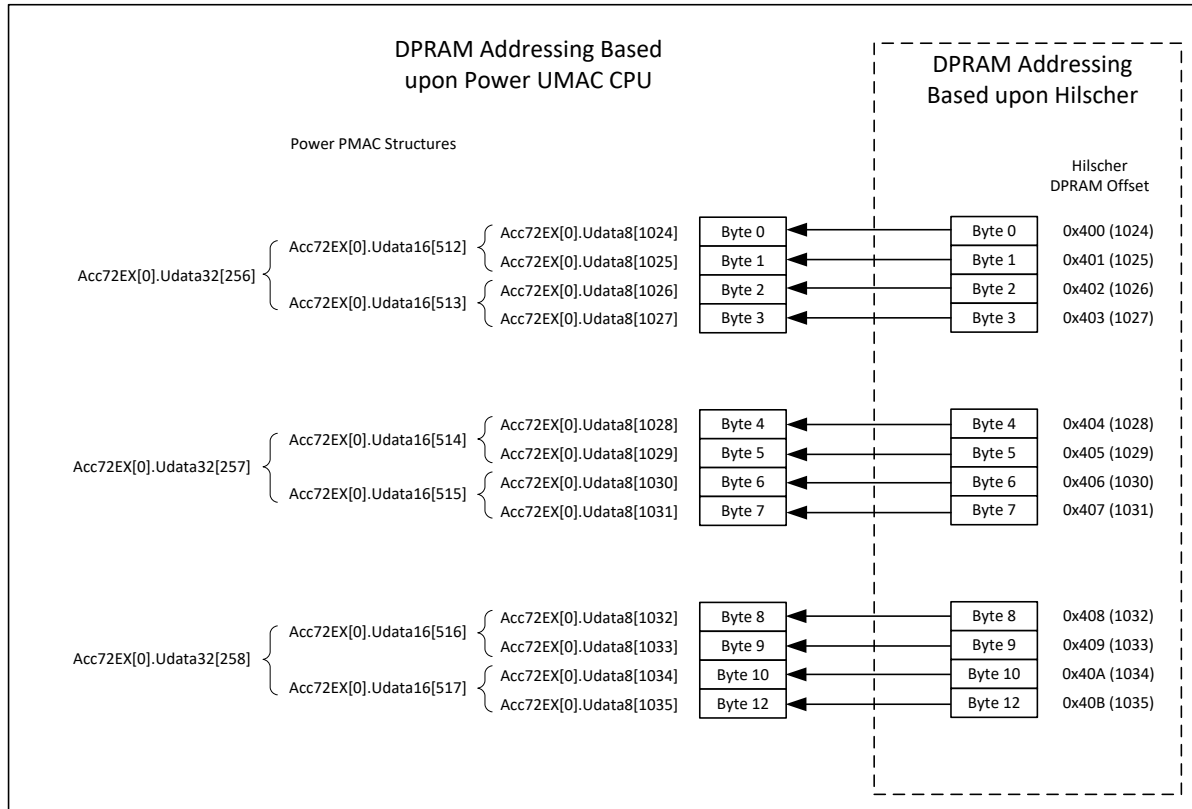 DPRAM Addressing Based
upon Power UMAC CPU
DPRAM Addressing
Based upon Hilscher
Power PMAC Structures
Hilscher
DPRAM Offset
Acc72EX[0].Udata32[256]
Acc72EX[0].Udata16[512]
Acc72EX[0].Udata8[1024] Byte 0 Byte 0 0x400 (1024)
Acc72EX[0].Udata8[1025] Byte 1 Byte 1 0x401 (1025)
Acc72EX[0].Udata16[513]
Acc72EX[0].Udata8[1026] Byte 2 Byte 2 0x402 (1026)
Acc72EX[0].Udata8[1027] Byte 3 Byte 3 0x403 (1027)
Acc72EX[0].Udata32[257]
Acc72EX[0].Udata16[514]
Acc72EX[0].Udata8[1028] Byte 4 Byte 4 0x404 (1028)
Acc72EX[0].Udata8[1029] Byte 5 Byte 5 0x405 (1029)
Acc72EX[0].Udata16[515]
Acc72EX[0].Udata8[1030] Byte 6 Byte 6 0x406 (1030)
Acc72EX[0].Udata8[1031] Byte 7 Byte 7 0x407 (1031)
Acc72EX[0].Udata32[258]
Acc72EX[0].Udata16[516]
Acc72EX[0].Udata8[1032] Byte 8 Byte 8 0x408 (1032)
Acc72EX[0].Udata8[1033] Byte 9 Byte 9 0x409 (1033)
Acc72EX[0].Udata16[517]
Acc72EX[0].Udata8[1034] Byte 10 Byte 10 0x40A (1034)
Acc72EX[0].Udata8[1035] Byte 12 Byte 12 0x40B (1035)